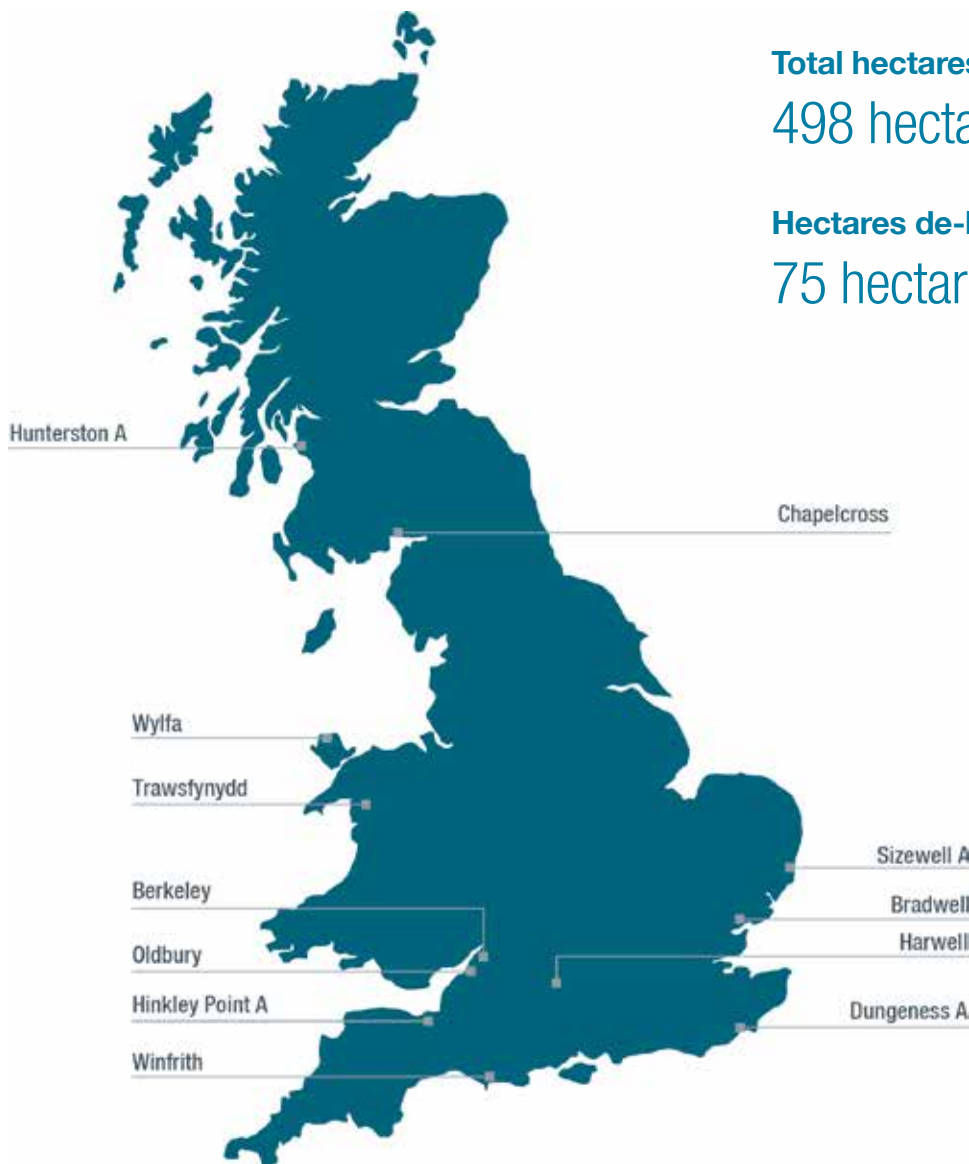 Total hectares
498 hecta
Hectares de-l
75 hectar
Hunterston A
Chapelcross
Wylfa
Trawsfynydd
Sizewell A
Berkeley
Bradwell
Harwell
Oldbury
Hinkley Point A
Dungeness A
Winfrith